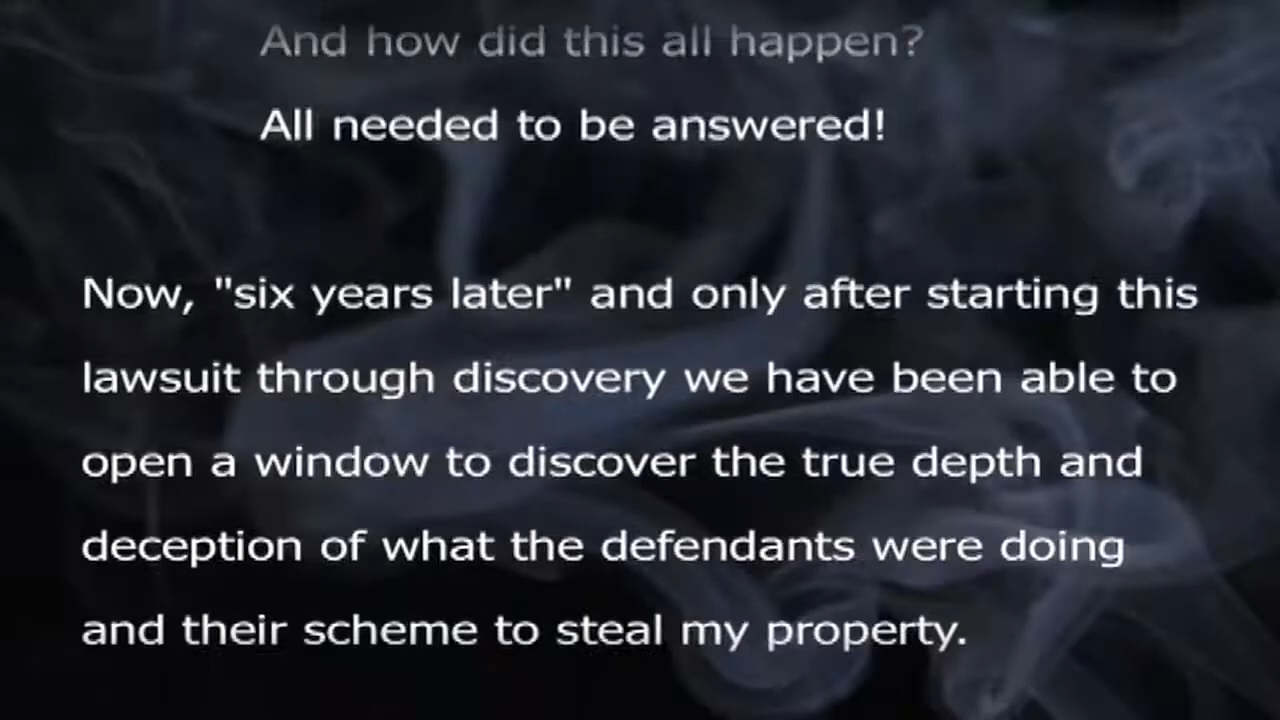 And how did this all happen?
All needed to be answered!
Now, "six years later" and only after starting this
lawsuit through discovery we have been able to
open a window to discover the true depth and
deception of what the defendants were doing
and their scheme to steal my property.